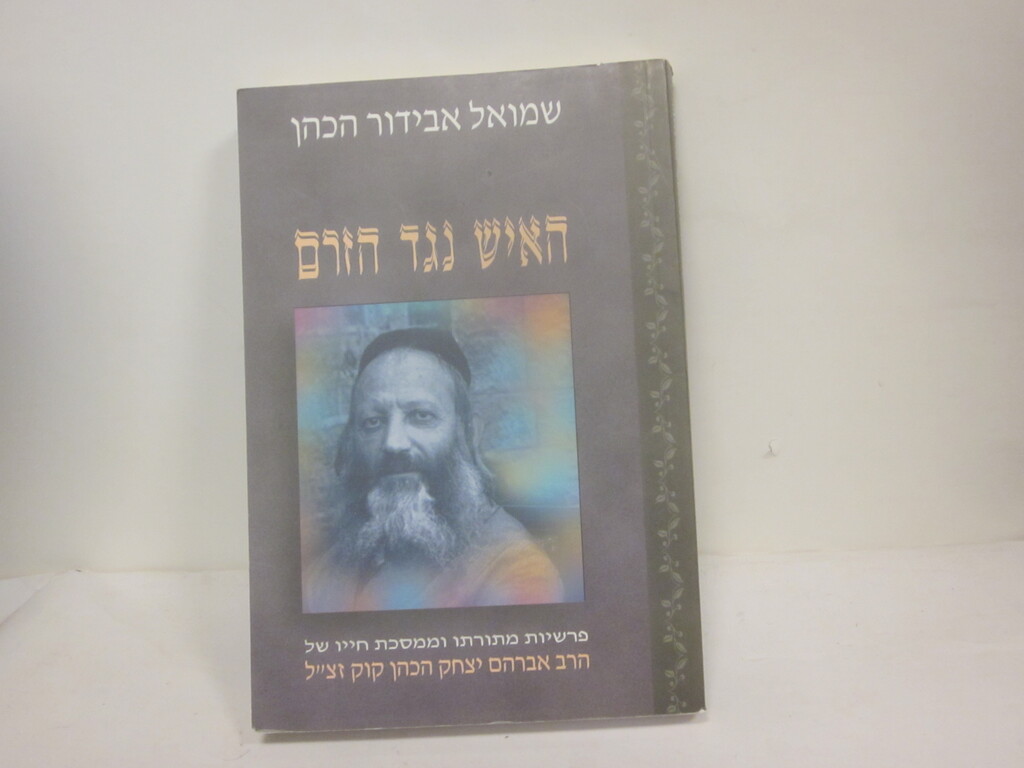 שמואל אבידור הכהן
האיש נגד הזרם
פרשיות מתורתו וממסכת חייו של
הרב אברהם יצחק הכהן קוק זצ״ל